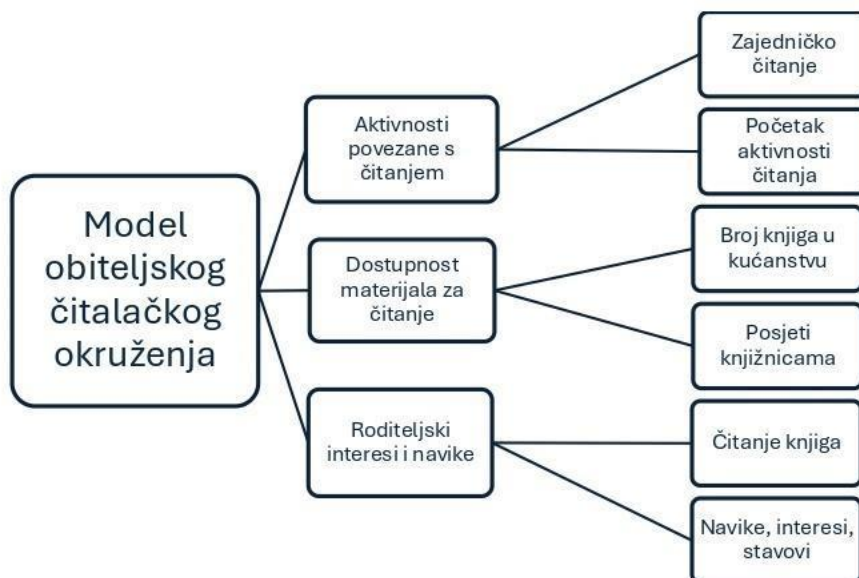 Model
obiteljskog
čitalačkog
okruženja
Aktivnosti
povezane s
čitanjem
Zajedničko
čitanje
Početak
aktivnosti
čitanja
Dostupnost
materijala za
čitanje
Broj knjiga u
kućanstvu
Posjeti
knjižnicama
Roditeljski
interesi i navike
Čitanje knjiga
Navike, interesi,
stavovi